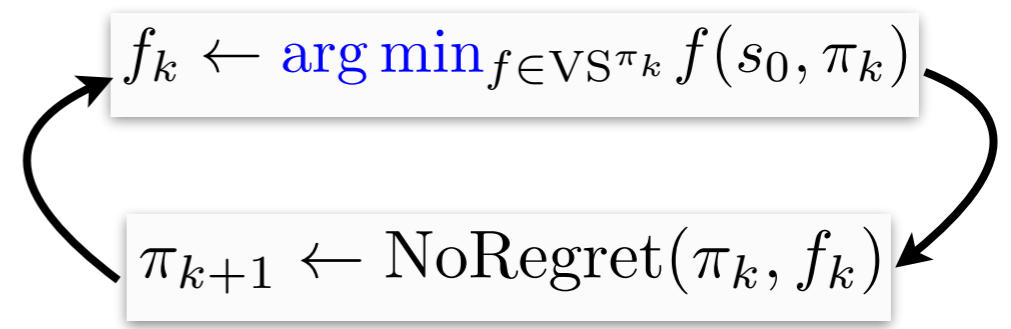 f_k ← arg min_{f∈VS^{π_k}} f(s_0, π_k)
π_{k+1} ← NoRegret(π_k, f_k)